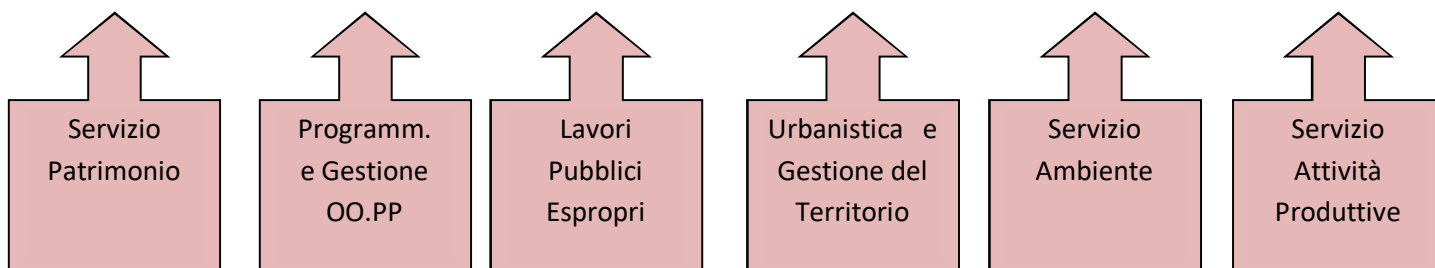 Servizio
Patrimonio
Programm.
e Gestione
OO.PP
Lavori
Pubblici
Espropri
Urbanistica e
Gestione del
Territorio
Servizio
Ambiente
Servizio
Attività
Produttive